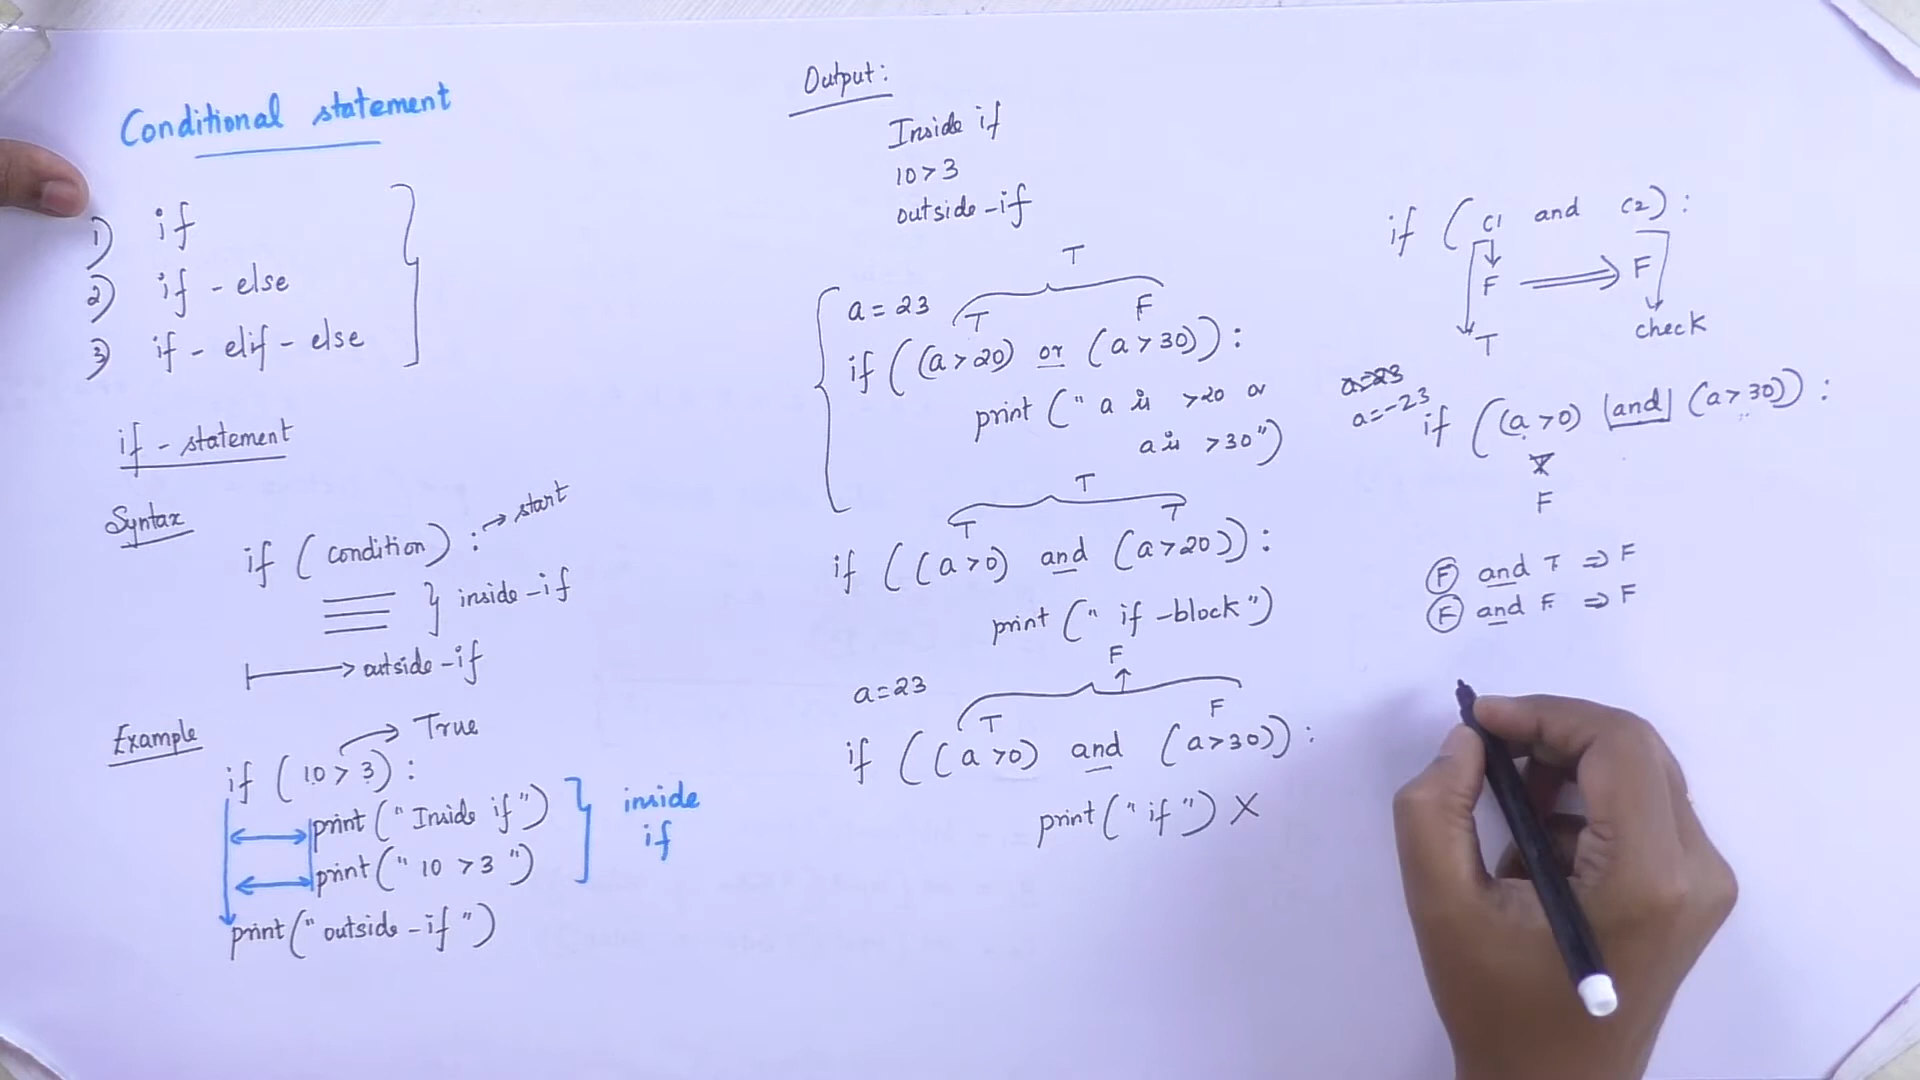 Conditional statement
1) if
2) if - else
3) if - elif - else
if - statement
Syntax
if (condition) : → start
inside - if
outside - if
Example
True
if (10 > 3) :
print (" Inside if ")
print (" 10 > 3 ")
inside
if
print (" outside - if ")
Output :
Inside if
10 > 3
outside - if
T
a = 23 T F
if ((a > 20) or (a > 30)) :
print (" a is > 20 or
a is > 30")
T
T T
if ((a > 0) and (a > 20)) :
print (" if - block ")
F
a = 23
T F
if ((a > 0) and (a > 30)) :
print (" if ") X
if (C1 and C2) :
F ⇒ F
T check
a=23
a=-23
if ((a > 0) and (a > 30)) :
T
F
F and T ⇒ F
F and F ⇒ F